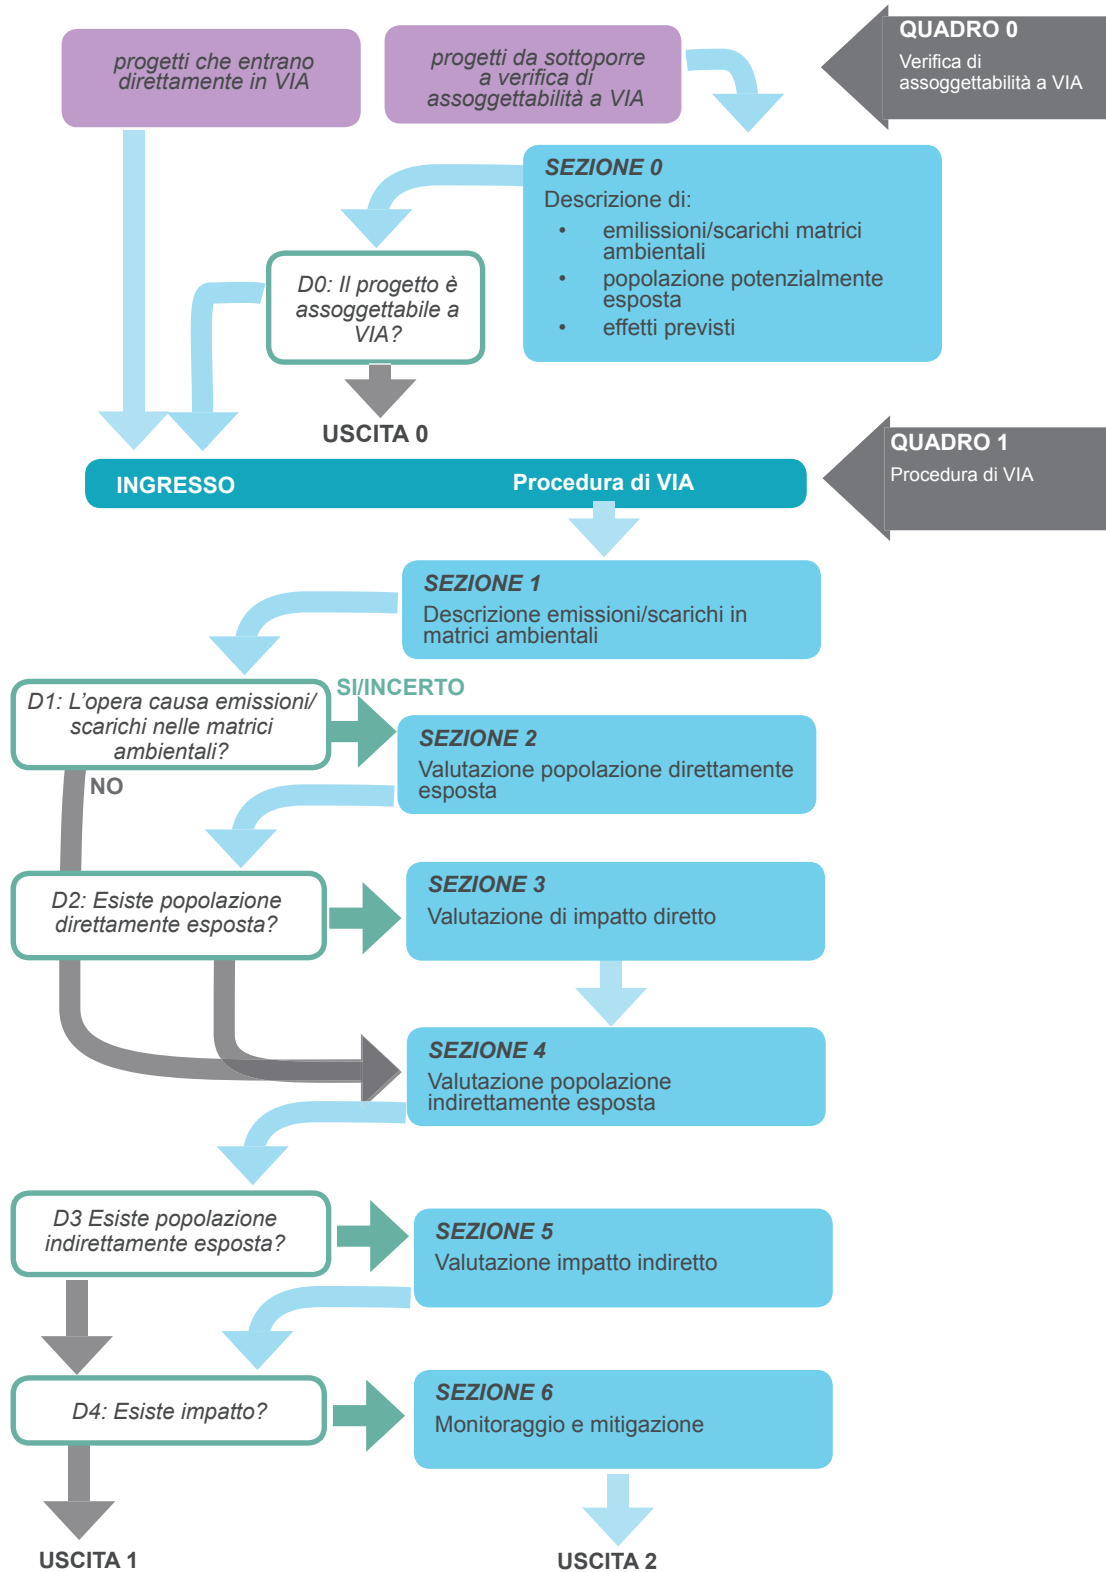 progetti che entrano
direttamente in VIA
progetti da sottoporre
a verifica di
assoggettabilità a VIA
QUADRO 0
Verifica di
assoggettabilità a VIA
SEZIONE 0
Descrizione di:
• emilissioni/scarichi matrici
ambientali
• popolazione potenzialmente
esposta
• effetti previsti
D0: Il progetto è
assoggettabile a
VIA?
USCITA 0
QUADRO 1
Procedura di VIA
INGRESSO
Procedura di VIA
SEZIONE 1
Descrizione emissioni/scarichi in
matrici ambientali
D1: L’opera causa emissioni/
scarichi nelle matrici
ambientali?
SI/INCERTO
NO
SEZIONE 2
Valutazione popolazione direttamente
esposta
D2: Esiste popolazione
direttamente esposta?
SEZIONE 3
Valutazione di impatto diretto
SEZIONE 4
Valutazione popolazione
indirettamente esposta
D3 Esiste popolazione
indirettamente esposta?
SEZIONE 5
Valutazione impatto indiretto
D4: Esiste impatto?
SEZIONE 6
Monitoraggio e mitigazione
USCITA 1
USCITA 2